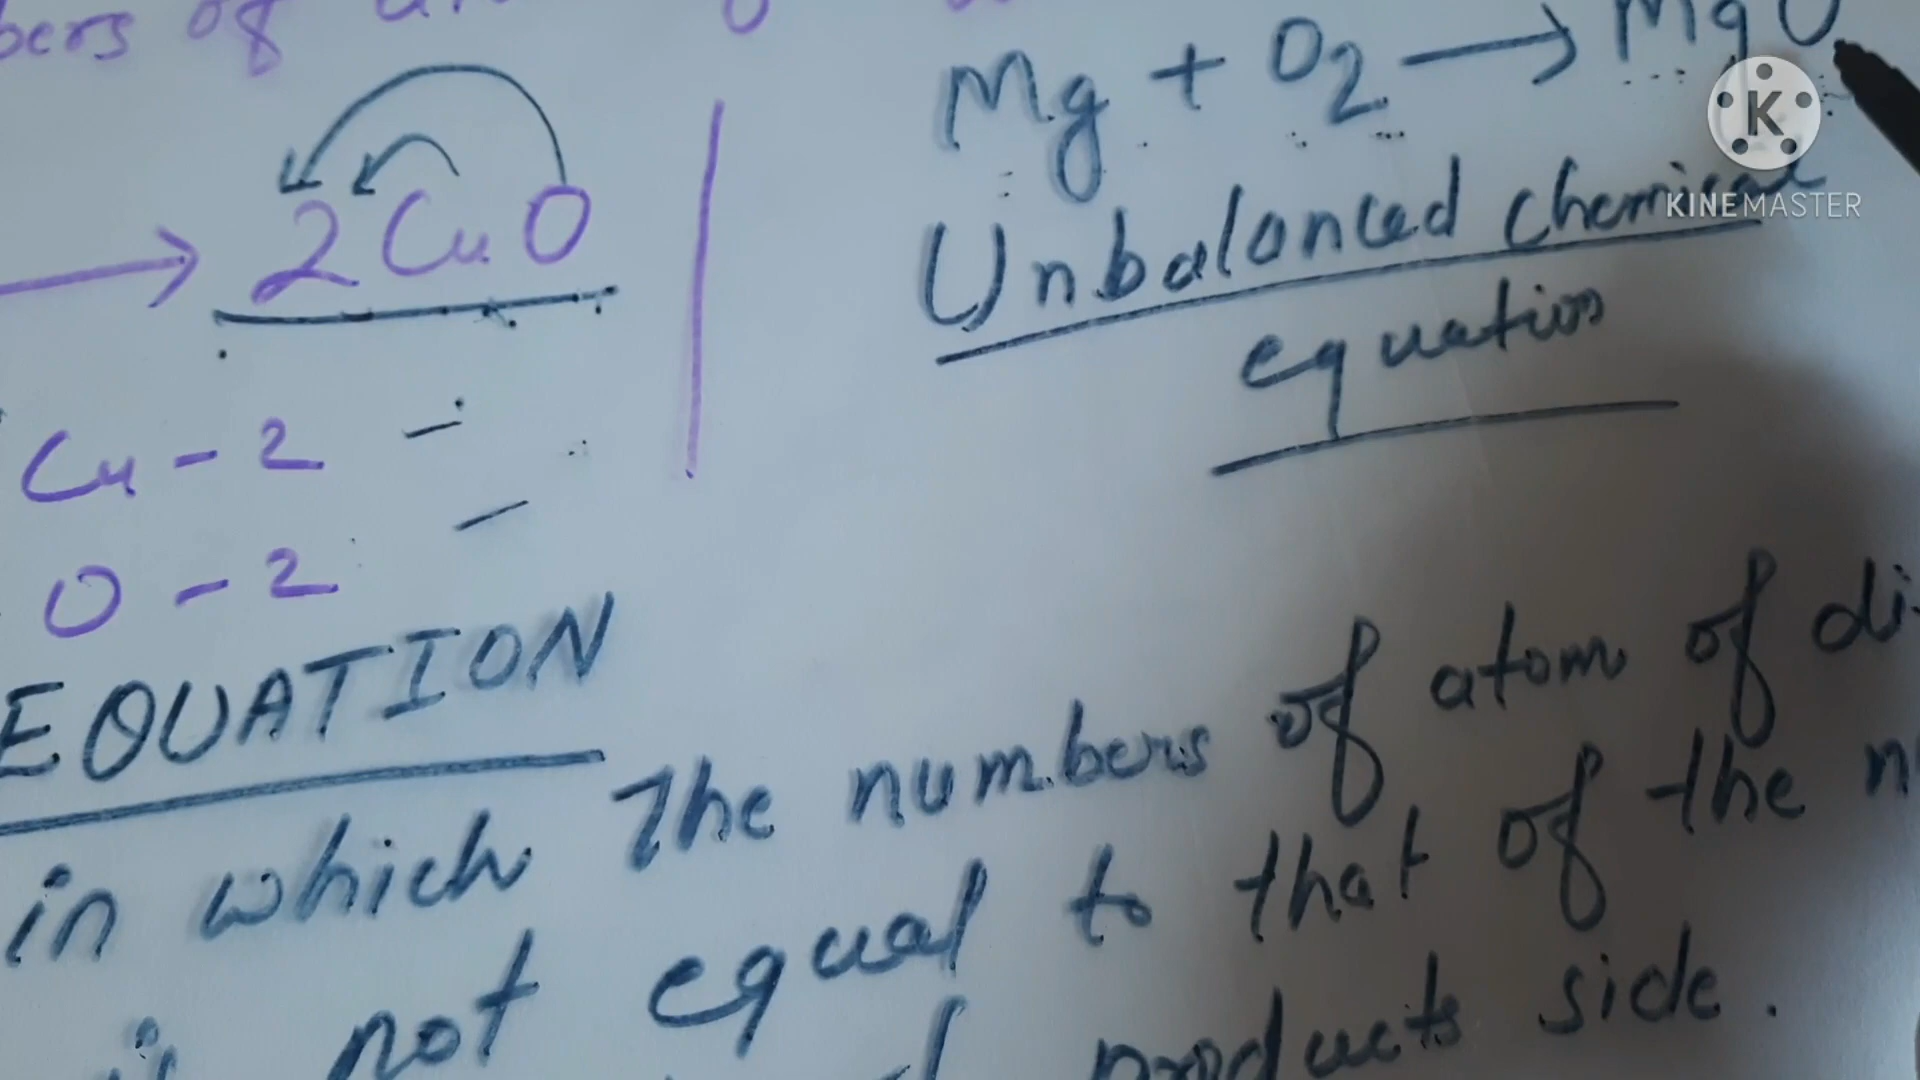 bers of
Mg + O2 → MgO
→ 2CuO
Unbalanced chemical
equation
Cu - 2
O - 2
EQUATION
in which The numbers of atom of di
not equal to that of the n
products side.
K
KINEMASTER